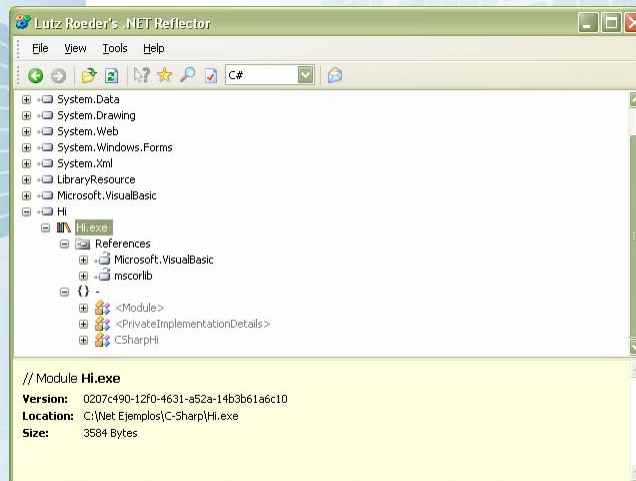 Lutz Roeder's .NET Reflector
File View Tools Help
C#
System.Data
System.Drawing
System.Web
System.Windows.Forms
System.Xml
LibraryResource
Microsoft.VisualBasic
Hi
Hi.exe
References
Microsoft.VisualBasic
mscorlib
{} -
<Module>
<PrivateImplementationDetails>
CSharpHi
// Module Hi.exe
Version: 0207c490-12f0-4631-a52a-14b3b61a6c10
Location: C:\Net Ejemplos\C-Sharp\Hi.exe
Size: 3584 Bytes